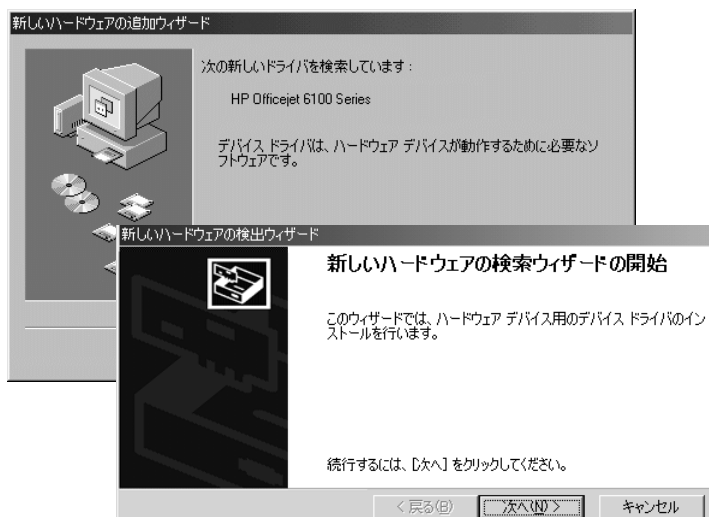 新しいハードウェアの追加ウィザード
次の新しいドライバを検索しています :
HP Officejet 6100 Series
デバイス ドライバは、ハードウェア デバイスが動作するために必要なソ
フトウェアです。
新しいハードウェアの検出ウィザード
新しいハードウェアの検索ウィザードの開始
このウィザードでは、ハードウェア デバイス用のデバイス ドライバのイン
ストールを行います。
続行するには、[次へ] をクリックしてください。
< 戻る(B)
次へ(N) >
キャンセル